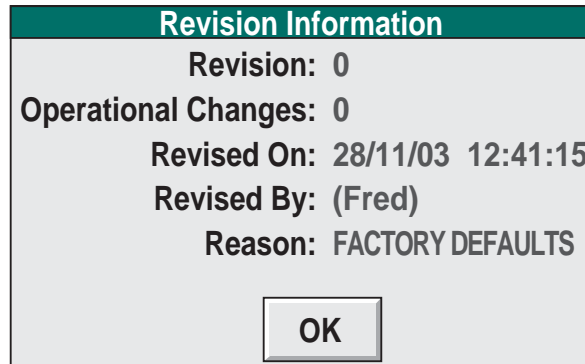 Revision Information
Revision: 0
Operational Changes: 0
Revised On: 28/11/03 12:41:15
Revised By: (Fred)
Reason: FACTORY DEFAULTS
OK